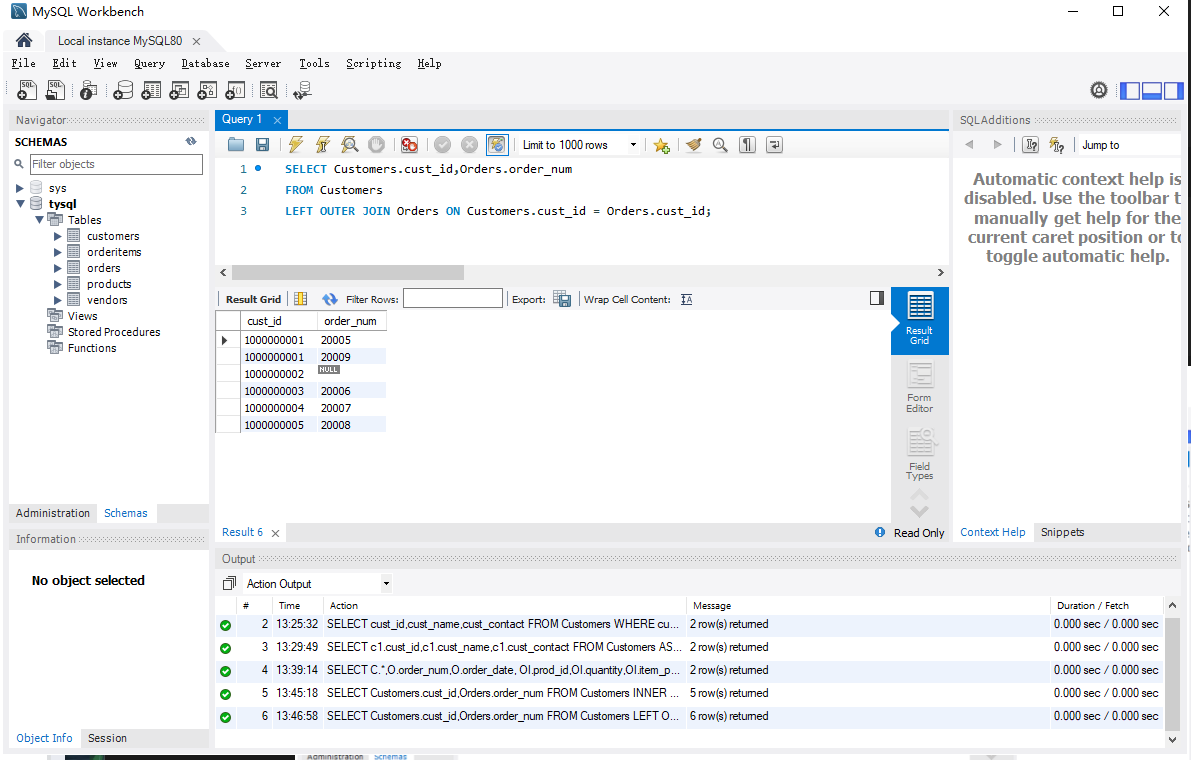 MySQL Workbench
Local instance MySQL80
File Edit View Query Database Server Tools Scripting Help
Navigator
SCHEMAS
Filter objects
sys
tysql
Tables
customers
orderitems
orders
products
vendors
Views
Stored Procedures
Functions
Administration Schemas
Information
No object selected
Object Info Session
Query 1
Limit to 1000 rows
1 SELECT Customers.cust_id,Orders.order_num
2 FROM Customers
3 LEFT OUTER JOIN Orders ON Customers.cust_id = Orders.cust_id;
Result Grid Filter Rows: Export: Wrap Cell Content:
cust_id order_num
1000000001 20005
1000000001 20009
1000000002 NULL
1000000003 20006
1000000004 20007
1000000005 20008
Result
Grid
Form
Editor
Field
Types
Result 6 Read Only
SQLAdditions
Jump to
Automatic context help is
disabled. Use the toolbar t
manually get help for the
current caret position or to
toggle automatic help.
Context Help Snippets
Output
Action Output
# Time Action Message Duration / Fetch
2 13:25:32 SELECT cust_id,cust_name,cust_contact FROM Customers WHERE cu... 2 row(s) returned 0.000 sec / 0.000 sec
3 13:29:49 SELECT c1.cust_id,c1.cust_name,c1.cust_contact FROM Customers AS... 2 row(s) returned 0.000 sec / 0.000 sec
4 13:39:14 SELECT C.*,O.order_num,O.order_date, OI.prod_id,OI.quantity,OI.item_p... 2 row(s) returned 0.000 sec / 0.000 sec
5 13:45:18 SELECT Customers.cust_id,Orders.order_num FROM Customers INNER ... 5 row(s) returned 0.000 sec / 0.000 sec
6 13:46:58 SELECT Customers.cust_id,Orders.order_num FROM Customers LEFT O... 6 row(s) returned 0.000 sec / 0.000 sec
Administration Schemas